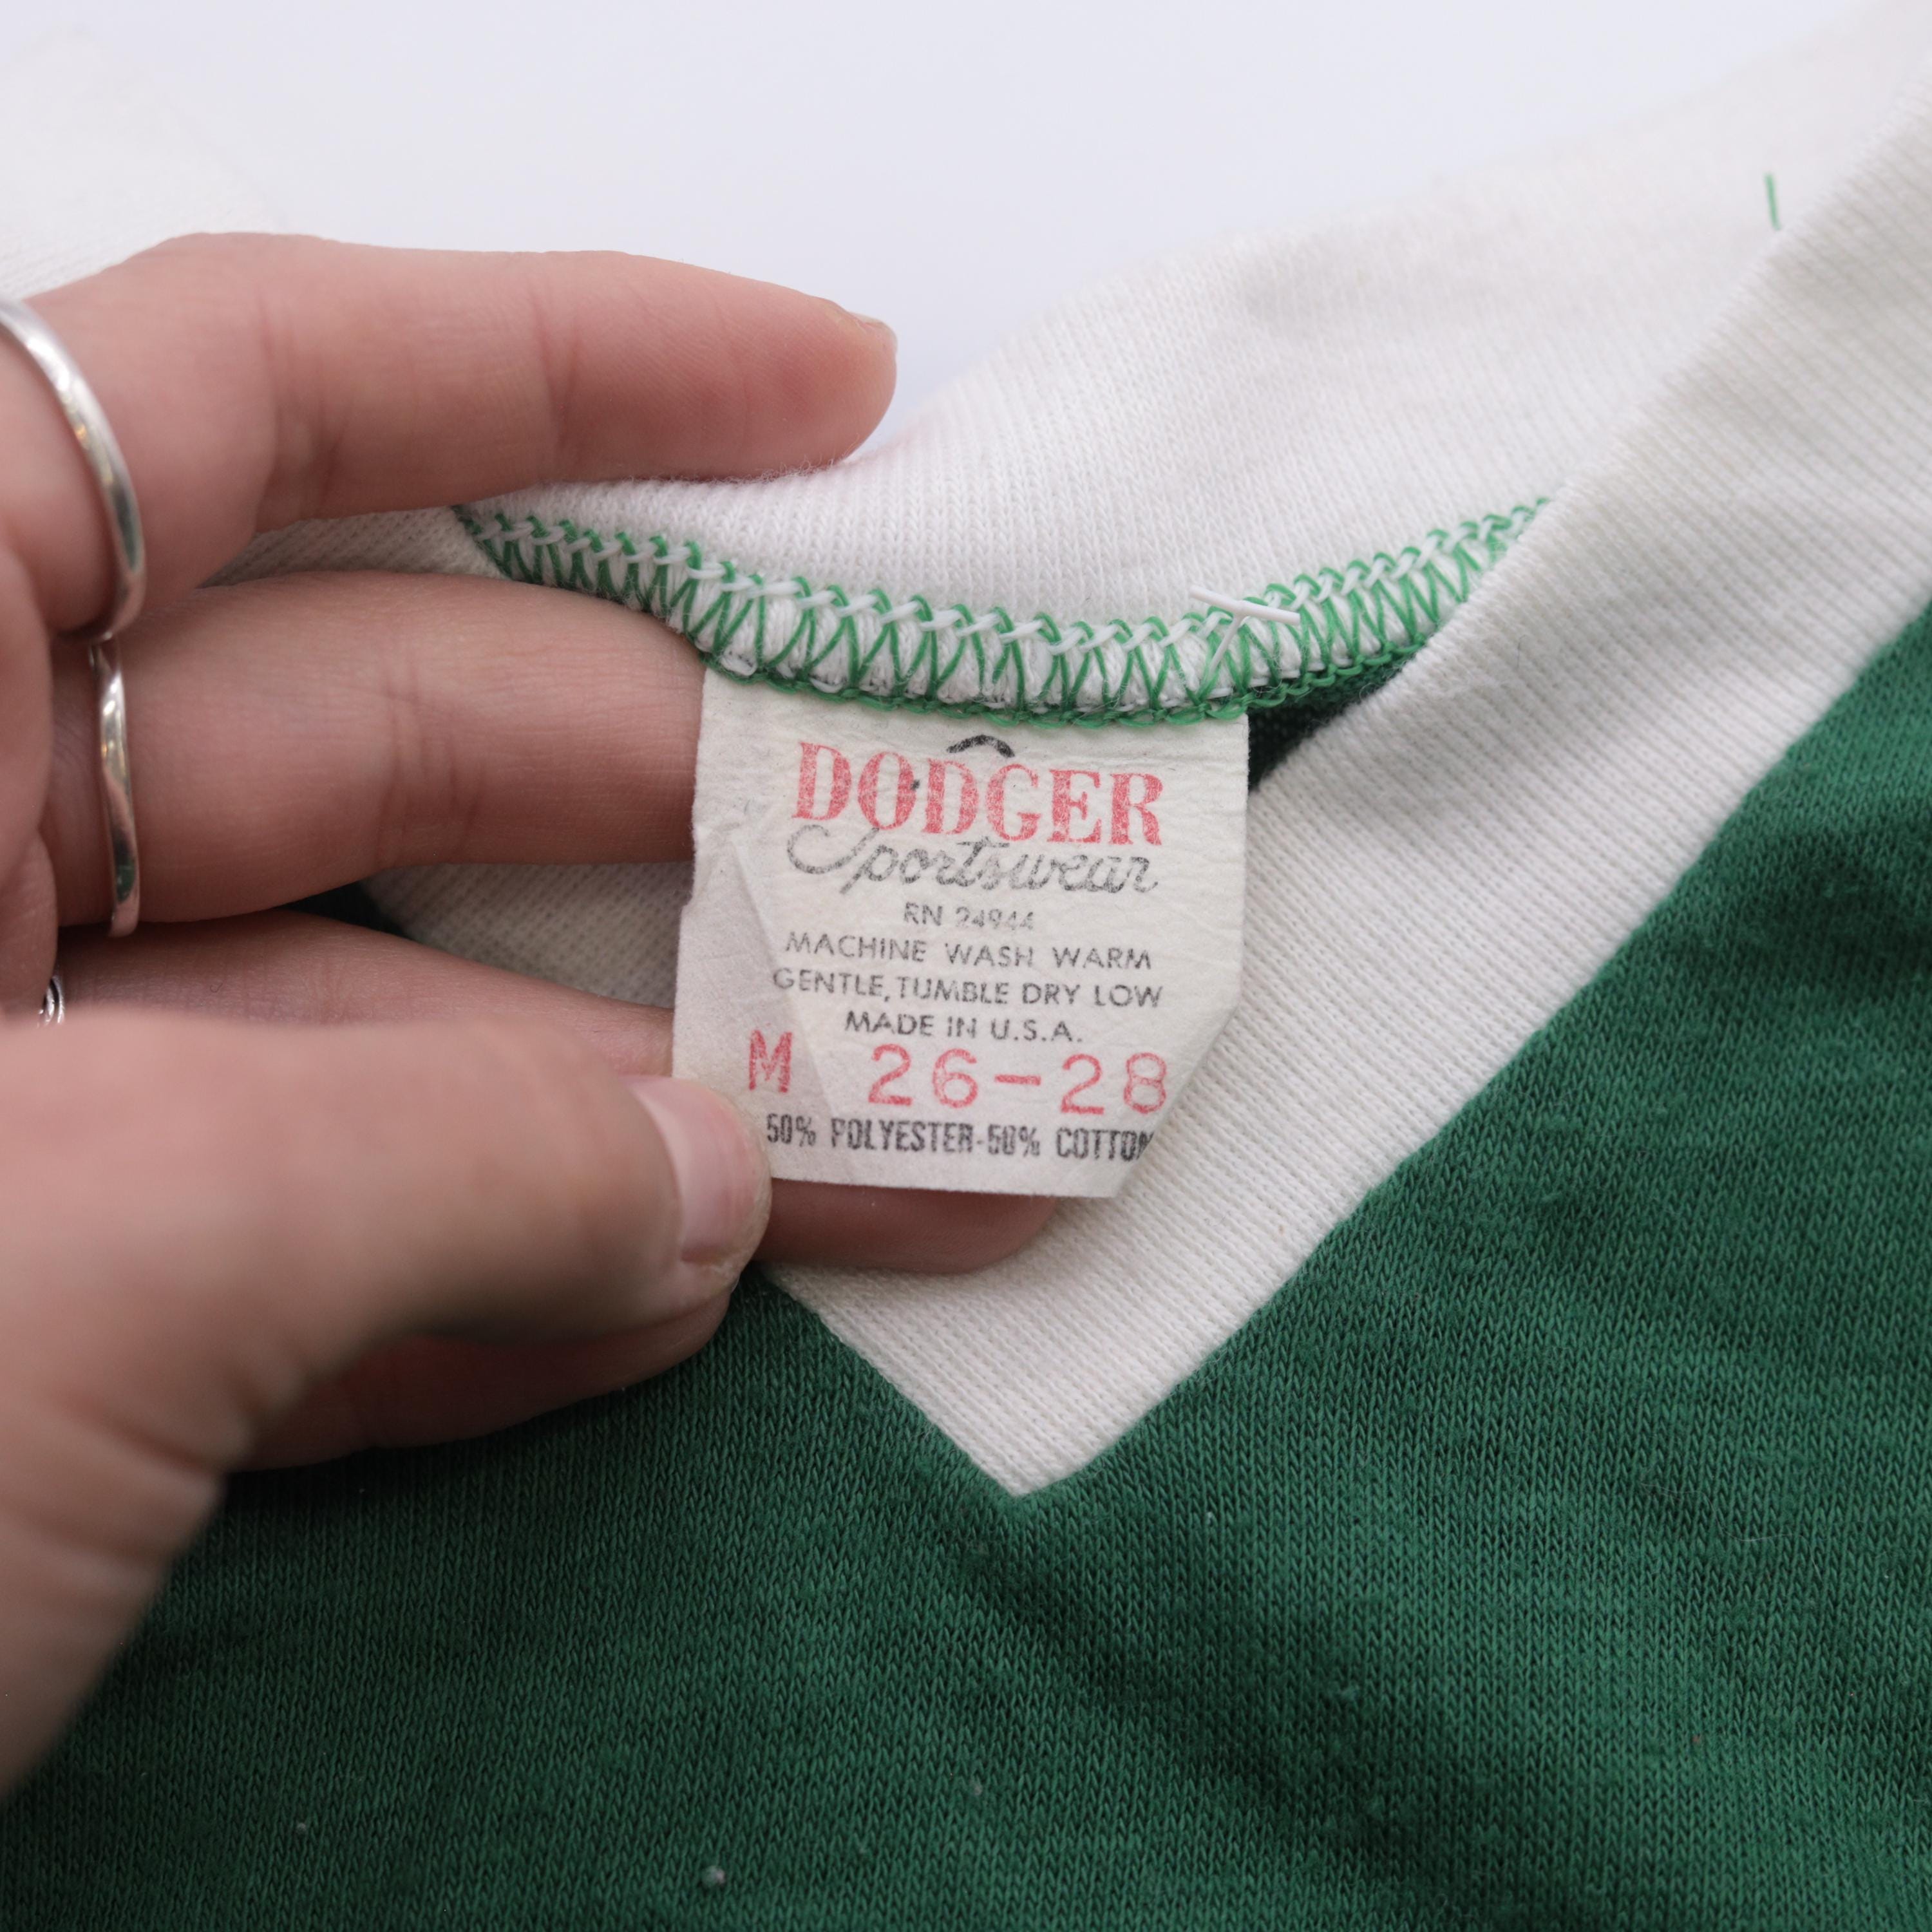 DODGER
Sportswear
RN 24944
MACHINE WASH WARM
GENTLE, TUMBLE DRY LOW
MADE IN U.S.A.
M 26-28
50% POLYESTER-50% COTTON